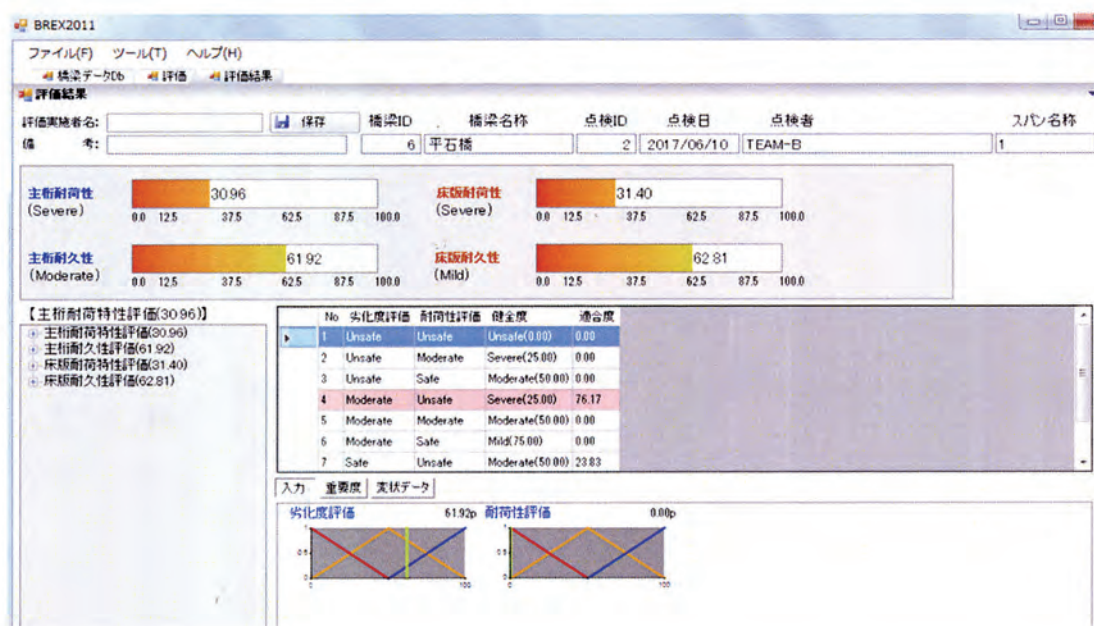 BREX2011
ファイル(F) ツール(T) ヘルプ(H)
橋梁データDb 評価 評価結果
評価結果
評価実施者名: 保存 橋梁ID 橋梁名称 点検ID 点検日 点検者 スパン名称
備 考: 6 平石橋 2 2017/06/10 TEAM-B 1
主桁耐荷性 30.96 床版耐荷性 31.40
(Severe) 0.0 12.5 37.5 62.5 87.5 100.0 (Severe) 0.0 12.5 37.5 62.5 87.5 100.0
主桁耐久性 61.92 床版耐久性 62.81
(Moderate) 0.0 12.5 37.5 62.5 87.5 100.0 (Mild) 0.0 12.5 37.5 62.5 87.5 100.0
【主桁耐荷特性評価(30.96)】
主桁耐荷特性評価(30.96)
主桁耐久性評価(61.92)
床版耐荷特性評価(31.40)
床版耐久性評価(62.81)
No 劣化度評価 耐荷性評価 健全度 適合度
1 Unsafe Unsafe Unsafe(0.00) 0.00
2 Unsafe Moderate Severe(25.00) 0.00
3 Unsafe Safe Moderate(50.00) 0.00
4 Moderate Unsafe Severe(25.00) 76.17
5 Moderate Moderate Moderate(50.00) 0.00
6 Moderate Safe Mild(75.00) 0.00
7 Safe Unsafe Moderate(50.00) 23.83
入力 重要度 実状データ
劣化度評価 61.92p 耐荷性評価 0.00p
1 1
0.5 0.5
0 0 100 0 0 100